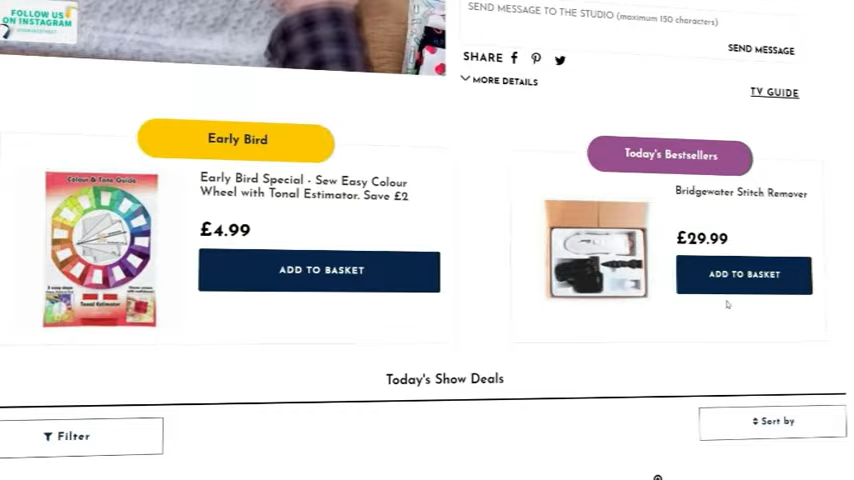 FOLLOW US
ON INSTAGRAM
SEND MESSAGE TO THE STUDIO (maximum 150 characters)
SEND MESSAGE
SHARE
MORE DETAILS
TV GUIDE
Early Bird
Today's Bestsellers
Colour & Tone Guide
Tonal Estimator
Early Bird Special - Sew Easy Colour
Wheel with Tonal Estimator. Save £2
£4.99
ADD TO BASKET
Bridgewater Stitch Remover
£29.99
ADD TO BASKET
Today's Show Deals
Filter
Sort by